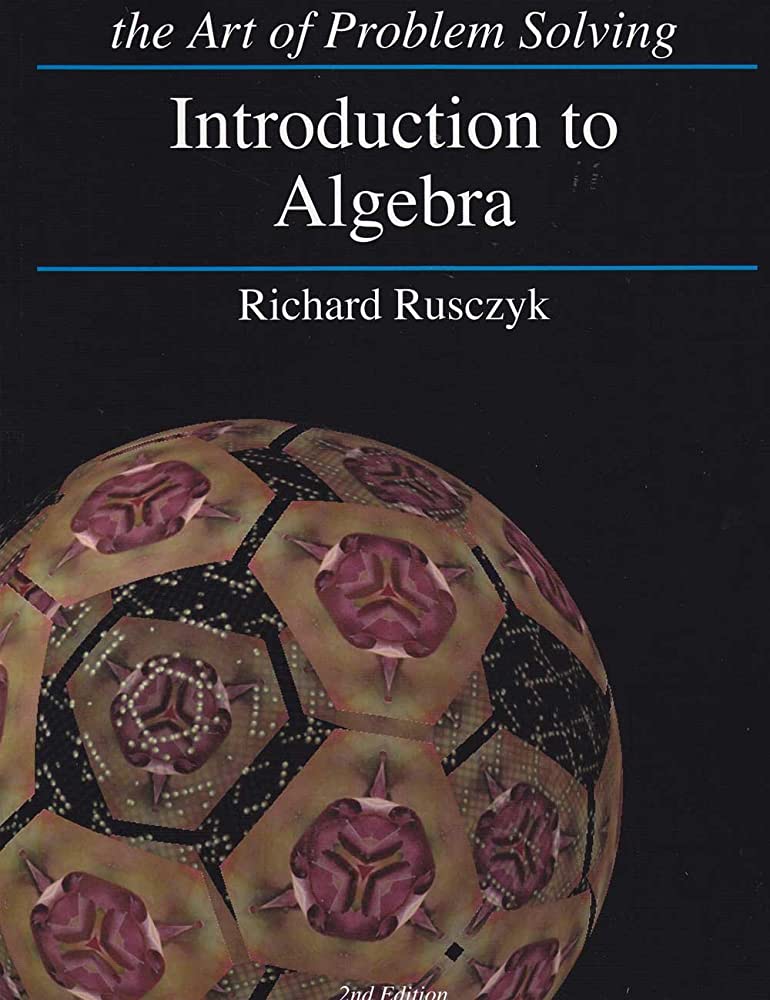 the Art of Problem Solving
Introduction to
Algebra
Richard Rusczyk
2nd Edition